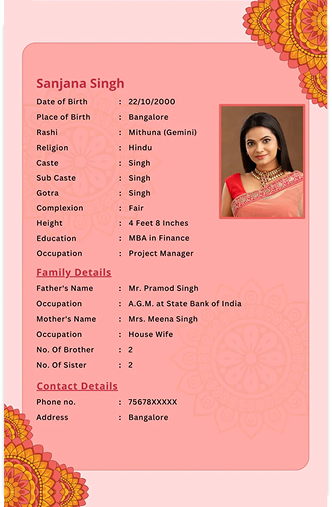 Sanjana Singh
Date of Birth : 22/10/2000
Place of Birth : Bangalore
Rashi : Mithuna (Gemini)
Religion : Hindu
Caste : Singh
Sub Caste : Singh
Gotra : Singh
Complexion : Fair
Height : 4 Feet 8 Inches
Education : MBA in Finance
Occupation : Project Manager
Family Details
Father's Name : Mr. Pramod Singh
Occupation : A.G.M. at State Bank of India
Mother's Name : Mrs. Meena Singh
Occupation : House Wife
No. Of Brother : 2
No. Of Sister : 2
Contact Details
Phone no. : 75678XXXXX
Address : Bangalore